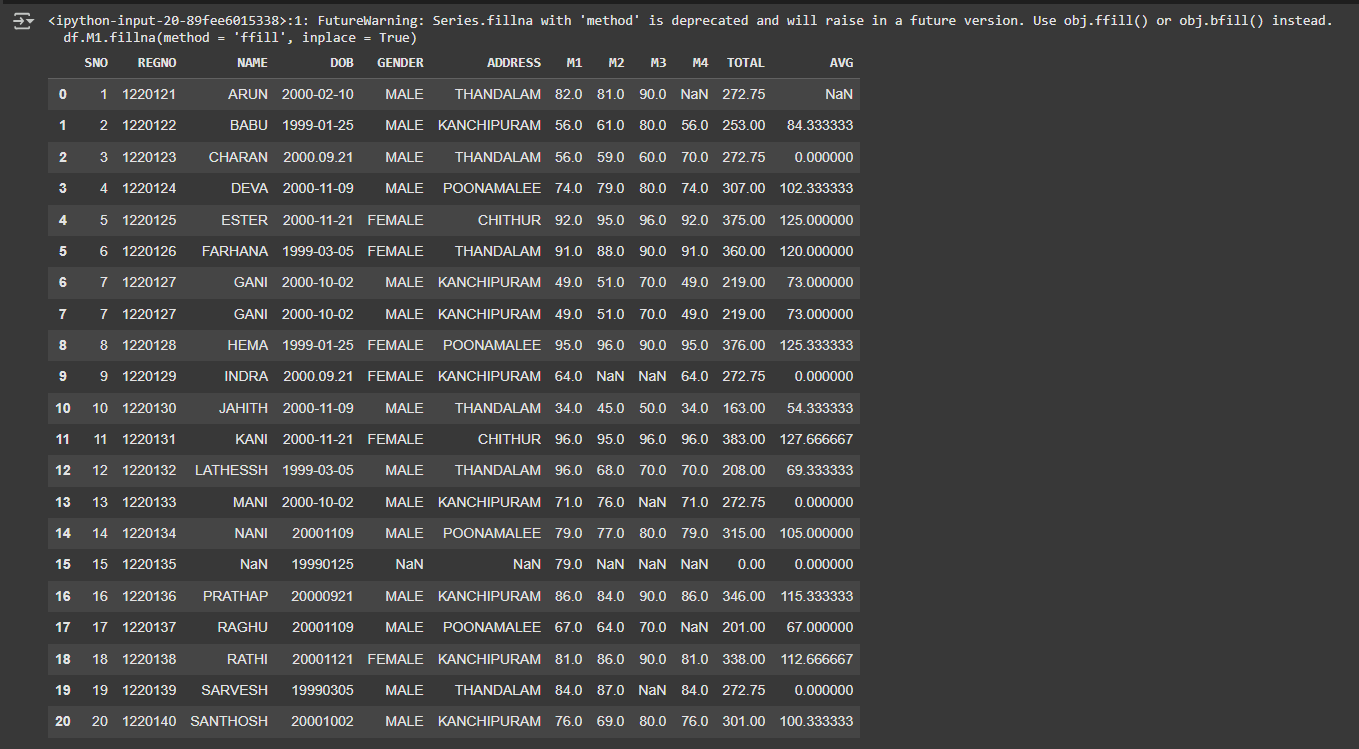 <ipython-input-20-89fee6015338>:1: FutureWarning: Series.fillna with 'method' is deprecated and will raise in a future version. Use obj.ffill() or obj.bfill() instead.
df.M1.fillna(method = 'ffill', inplace = True)
SNO REGNO NAME DOB GENDER ADDRESS M1 M2 M3 M4 TOTAL AVG
0 1 1220121 ARUN 2000-02-10 MALE THANDALAM 82.0 81.0 90.0 NaN 272.75 NaN
1 2 1220122 BABU 1999-01-25 MALE KANCHIPURAM 56.0 61.0 80.0 56.0 253.00 84.333333
2 3 1220123 CHARAN 2000.09.21 MALE THANDALAM 56.0 59.0 60.0 70.0 272.75 0.000000
3 4 1220124 DEVA 2000-11-09 MALE POONAMALEE 74.0 79.0 80.0 74.0 307.00 102.333333
4 5 1220125 ESTER 2000-11-21 FEMALE CHITHUR 92.0 95.0 96.0 92.0 375.00 125.000000
5 6 1220126 FARHANA 1999-03-05 FEMALE THANDALAM 91.0 88.0 90.0 91.0 360.00 120.000000
6 7 1220127 GANI 2000-10-02 MALE KANCHIPURAM 49.0 51.0 70.0 49.0 219.00 73.000000
7 7 1220127 GANI 2000-10-02 MALE KANCHIPURAM 49.0 51.0 70.0 49.0 219.00 73.000000
8 8 1220128 HEMA 1999-01-25 FEMALE POONAMALEE 95.0 96.0 90.0 95.0 376.00 125.333333
9 9 1220129 INDRA 2000.09.21 FEMALE KANCHIPURAM 64.0 NaN NaN 64.0 272.75 0.000000
10 10 1220130 JAHITH 2000-11-09 MALE THANDALAM 34.0 45.0 50.0 34.0 163.00 54.333333
11 11 1220131 KANI 2000-11-21 FEMALE CHITHUR 96.0 95.0 96.0 96.0 383.00 127.666667
12 12 1220132 LATHESSH 1999-03-05 MALE THANDALAM 96.0 68.0 70.0 70.0 208.00 69.333333
13 13 1220133 MANI 2000-10-02 MALE KANCHIPURAM 71.0 76.0 NaN 71.0 272.75 0.000000
14 14 1220134 NANI 20001109 MALE POONAMALEE 79.0 77.0 80.0 79.0 315.00 105.000000
15 15 1220135 NaN 19990125 NaN NaN 79.0 NaN NaN NaN 0.00 0.000000
16 16 1220136 PRATHAP 20000921 MALE KANCHIPURAM 86.0 84.0 90.0 86.0 346.00 115.333333
17 17 1220137 RAGHU 20001109 MALE POONAMALEE 67.0 64.0 70.0 NaN 201.00 67.000000
18 18 1220138 RATHI 20001121 FEMALE KANCHIPURAM 81.0 86.0 90.0 81.0 338.00 112.666667
19 19 1220139 SARVESH 19990305 MALE THANDALAM 84.0 87.0 NaN 84.0 272.75 0.000000
20 20 1220140 SANTHOSH 20001002 MALE KANCHIPURAM 76.0 69.0 80.0 76.0 301.00 100.333333